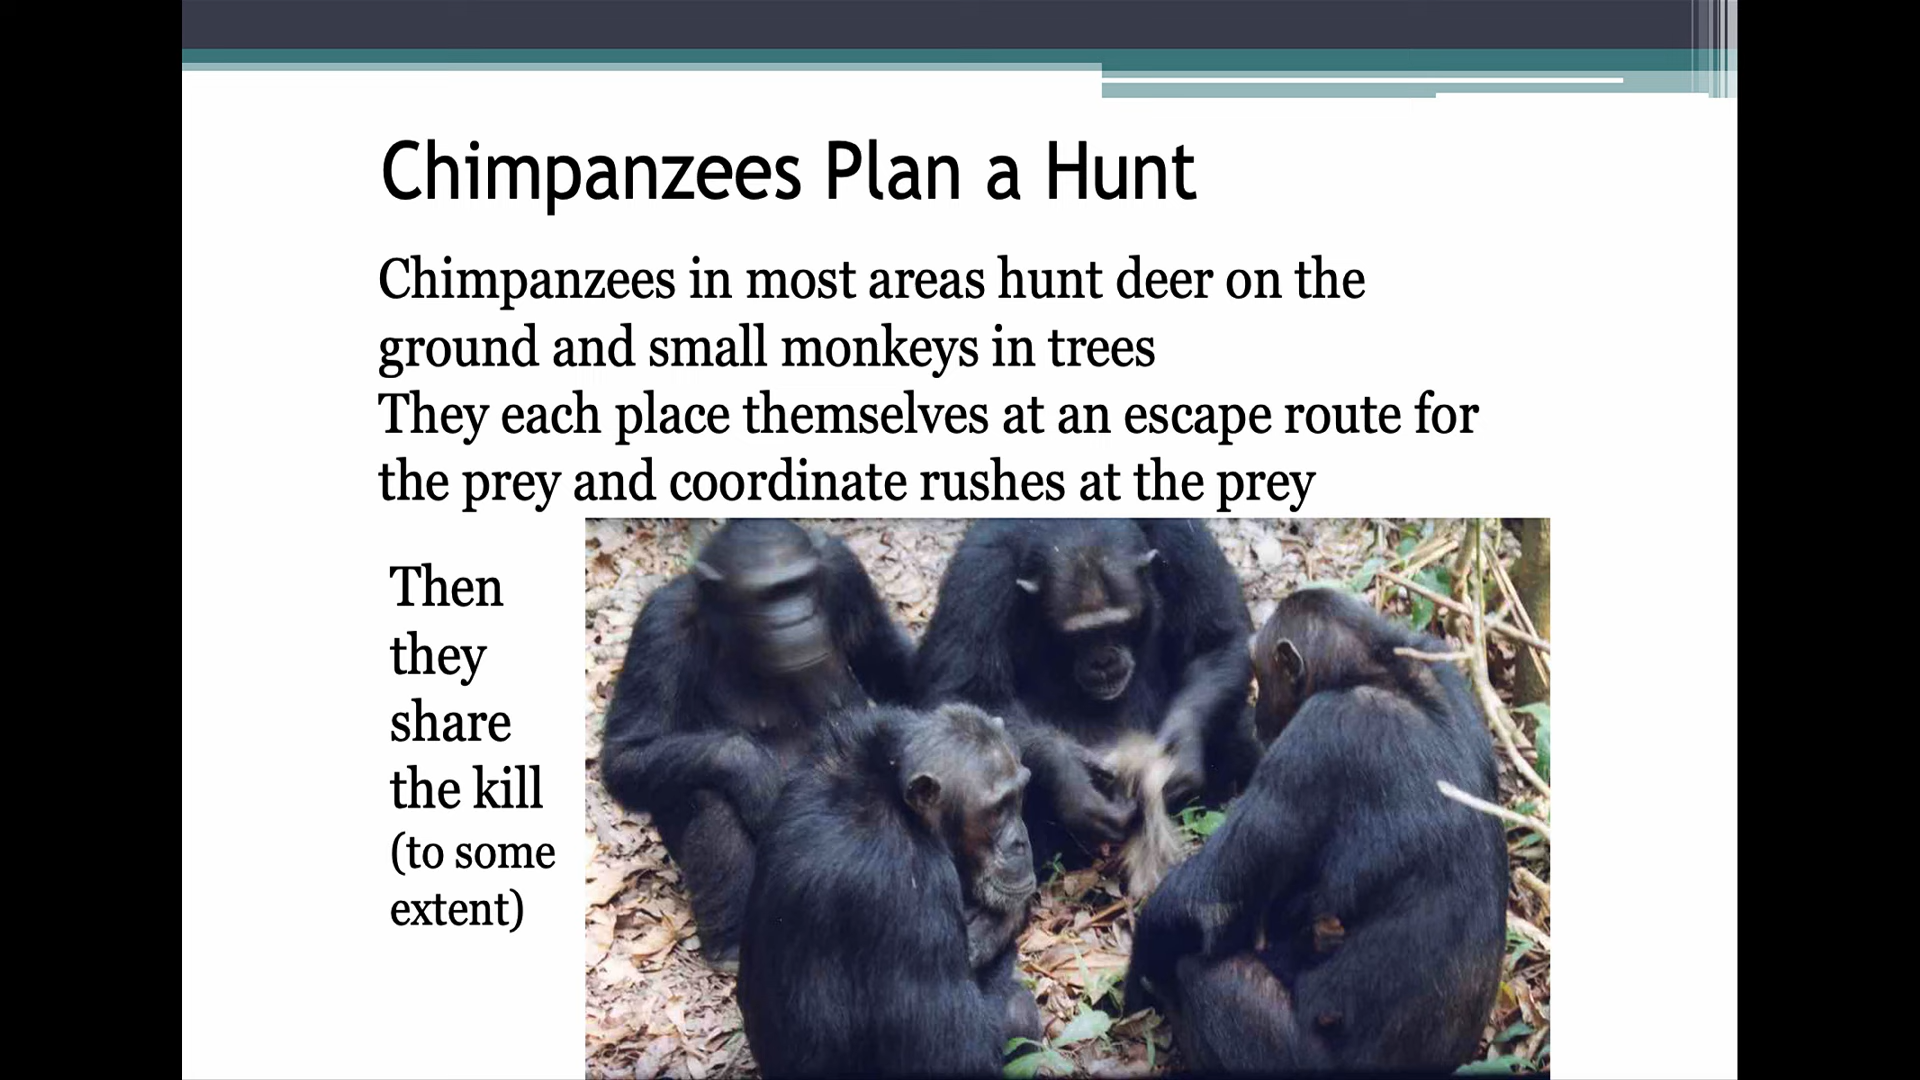 Chimpanzees Plan a Hunt
Chimpanzees in most areas hunt deer on the
ground and small monkeys in trees
They each place themselves at an escape route for
the prey and coordinate rushes at the prey
Then
they
share
the kill
(to some
extent)